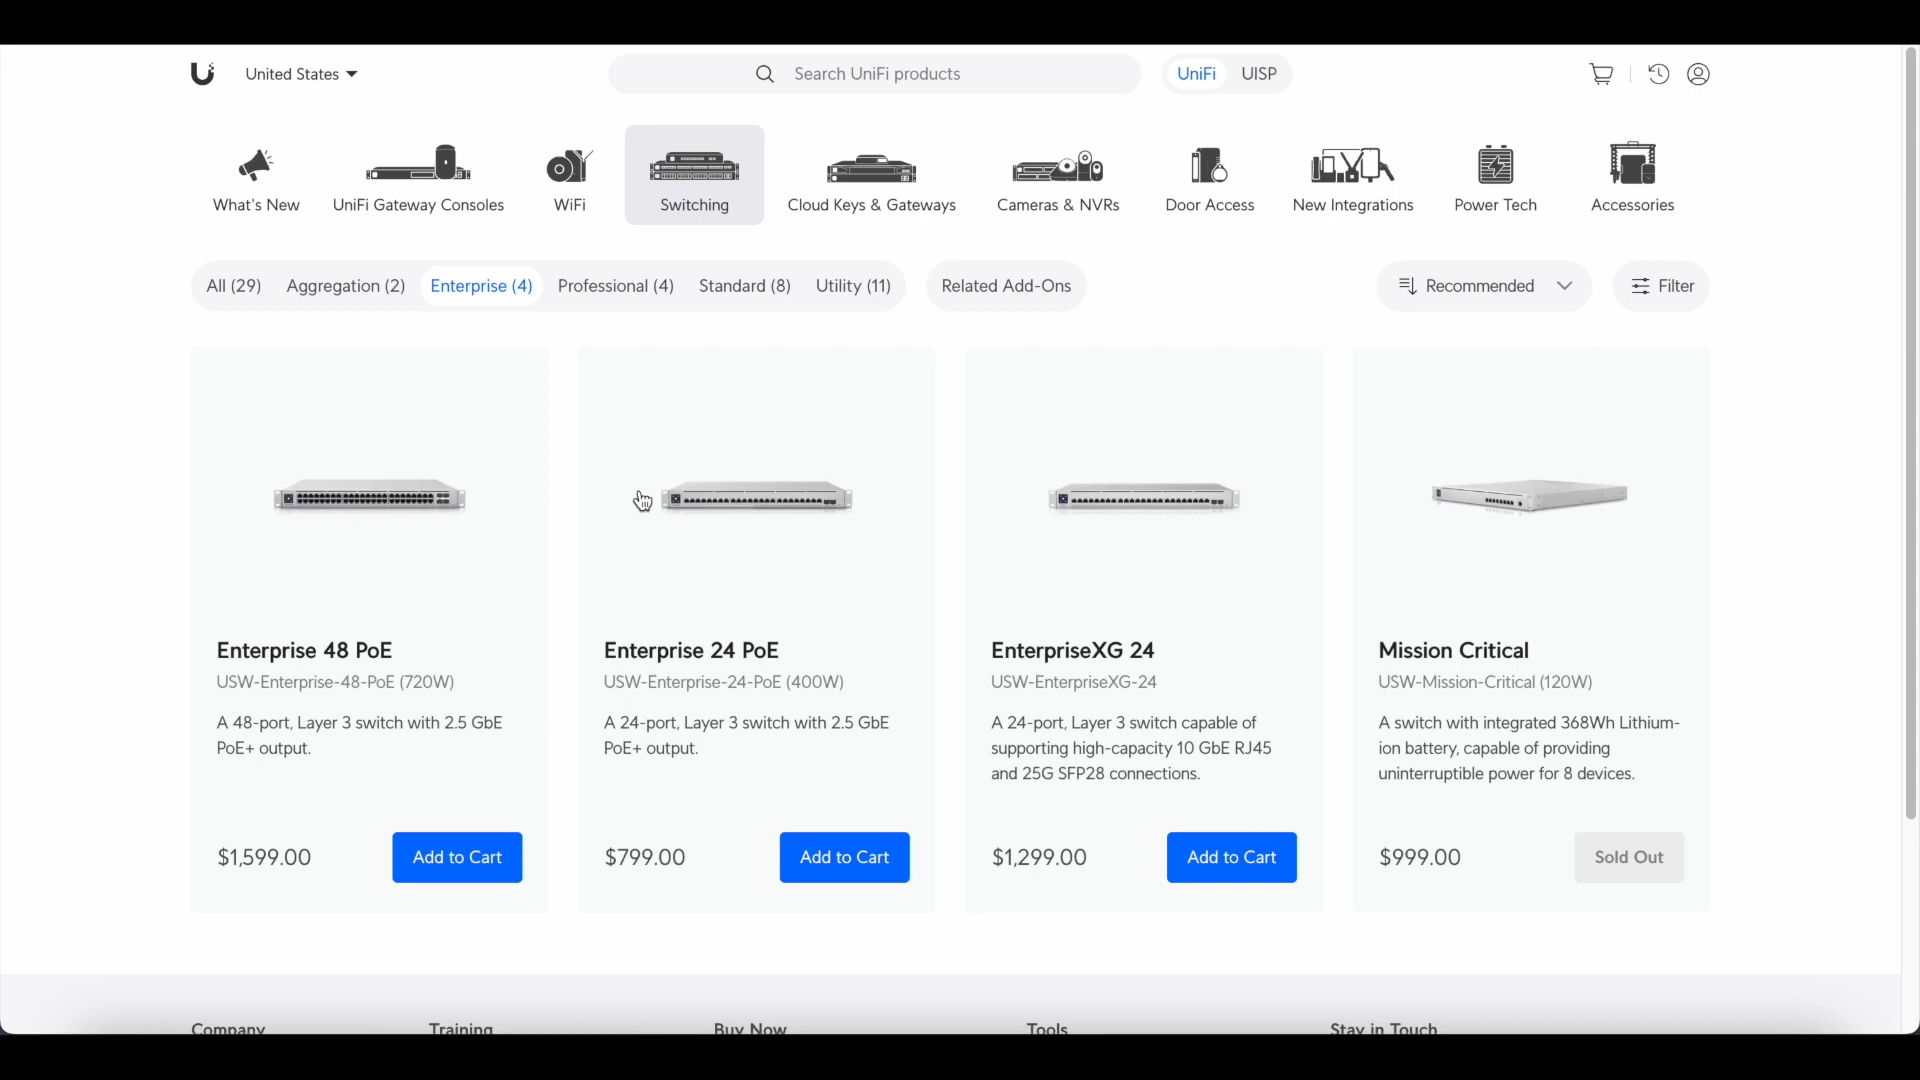 United States
Search UniFi products
UniFi
UISP
What's New
UniFi Gateway Consoles
WiFi
Switching
Cloud Keys & Gateways
Cameras & NVRs
Door Access
New Integrations
Power Tech
Accessories
All (29)
Aggregation (2)
Enterprise (4)
Professional (4)
Standard (8)
Utility (11)
Related Add-Ons
Recommended
Filter
Enterprise 48 PoE
USW-Enterprise-48-PoE (720W)
A 48-port, Layer 3 switch with 2.5 GbE
PoE+ output.
$1,599.00
Add to Cart
Enterprise 24 PoE
USW-Enterprise-24-PoE (400W)
A 24-port, Layer 3 switch with 2.5 GbE
PoE+ output.
$799.00
Add to Cart
EnterpriseXG 24
USW-EnterpriseXG-24
A 24-port, Layer 3 switch capable of
supporting high-capacity 10 GbE RJ45
and 25G SFP28 connections.
$1,299.00
Add to Cart
Mission Critical
USW-Mission-Critical (120W)
A switch with integrated 368Wh Lithium-
ion battery, capable of providing
uninterruptible power for 8 devices.
$999.00
Sold Out
Company
Training
Buy Now
Tools
Stay in Touch